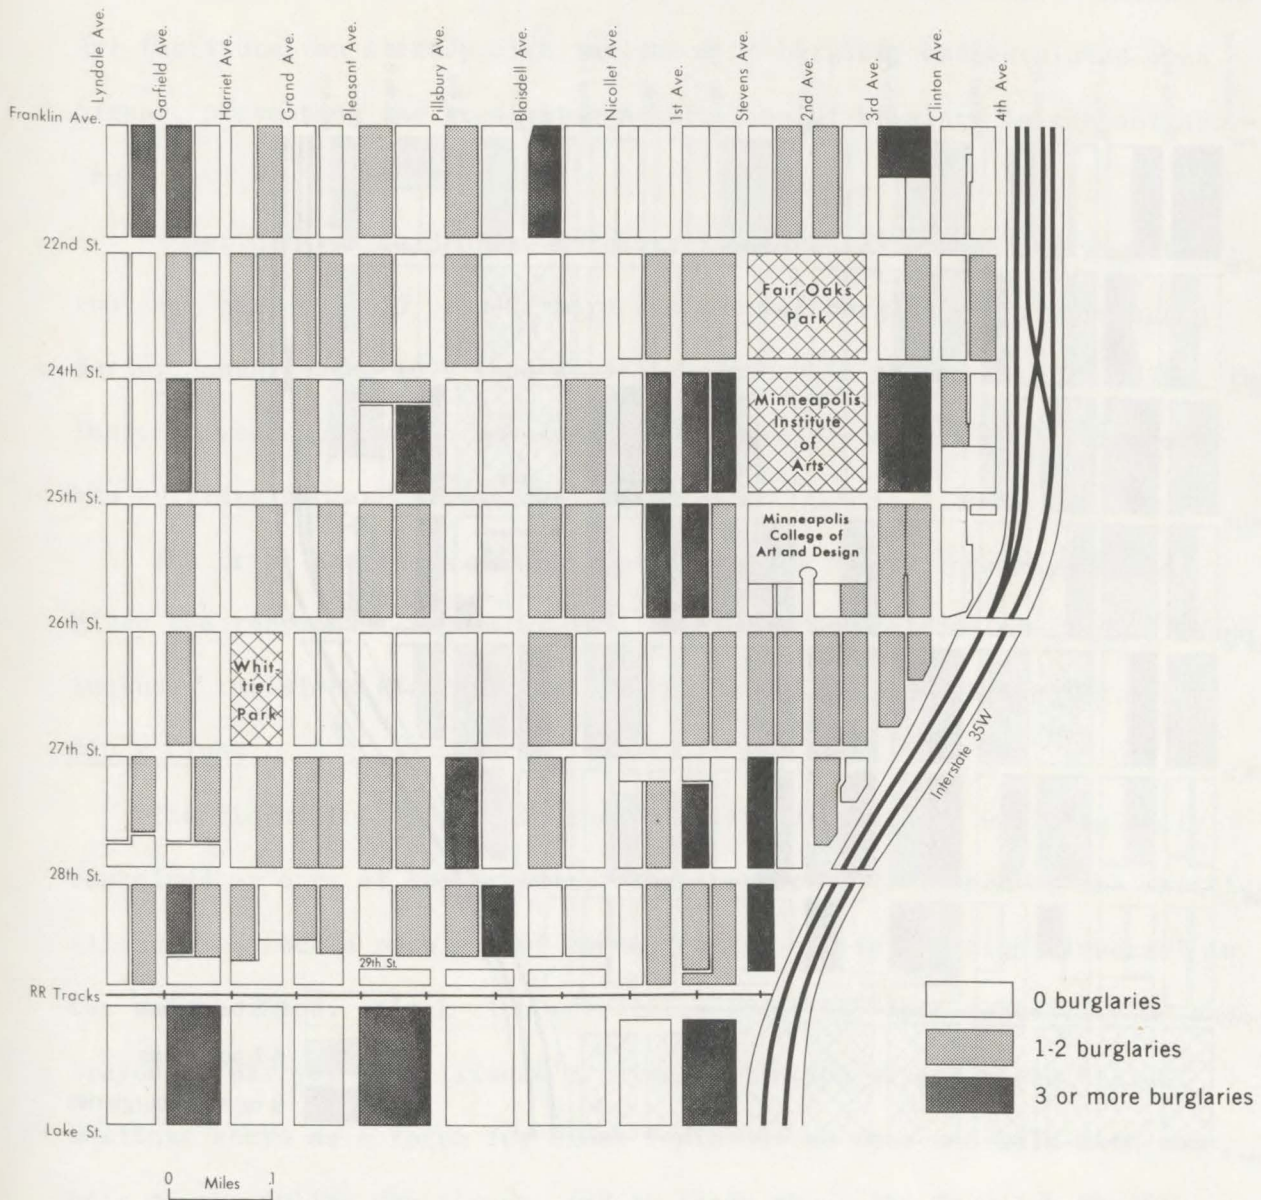 Lyndale Ave.
Garfield Ave.
Harriet Ave.
Grand Ave.
Pleasant Ave.
Pillsbury Ave.
Blaisdell Ave.
Nicollet Ave.
1st Ave.
Stevens Ave.
2nd Ave.
3rd Ave.
Clinton Ave.
4th Ave.
Franklin Ave.
22nd St.
Fair Oaks
Park
24th St.
Minneapolis
Institute
of
Arts
25th St.
Minneapolis
College of
Art and Design
26th St.
Whit-
tier
Park
27th St.
Interstate 35W
28th St.
29th St.
RR Tracks
0 burglaries
1-2 burglaries
3 or more burglaries
Lake St.
0 Miles .1